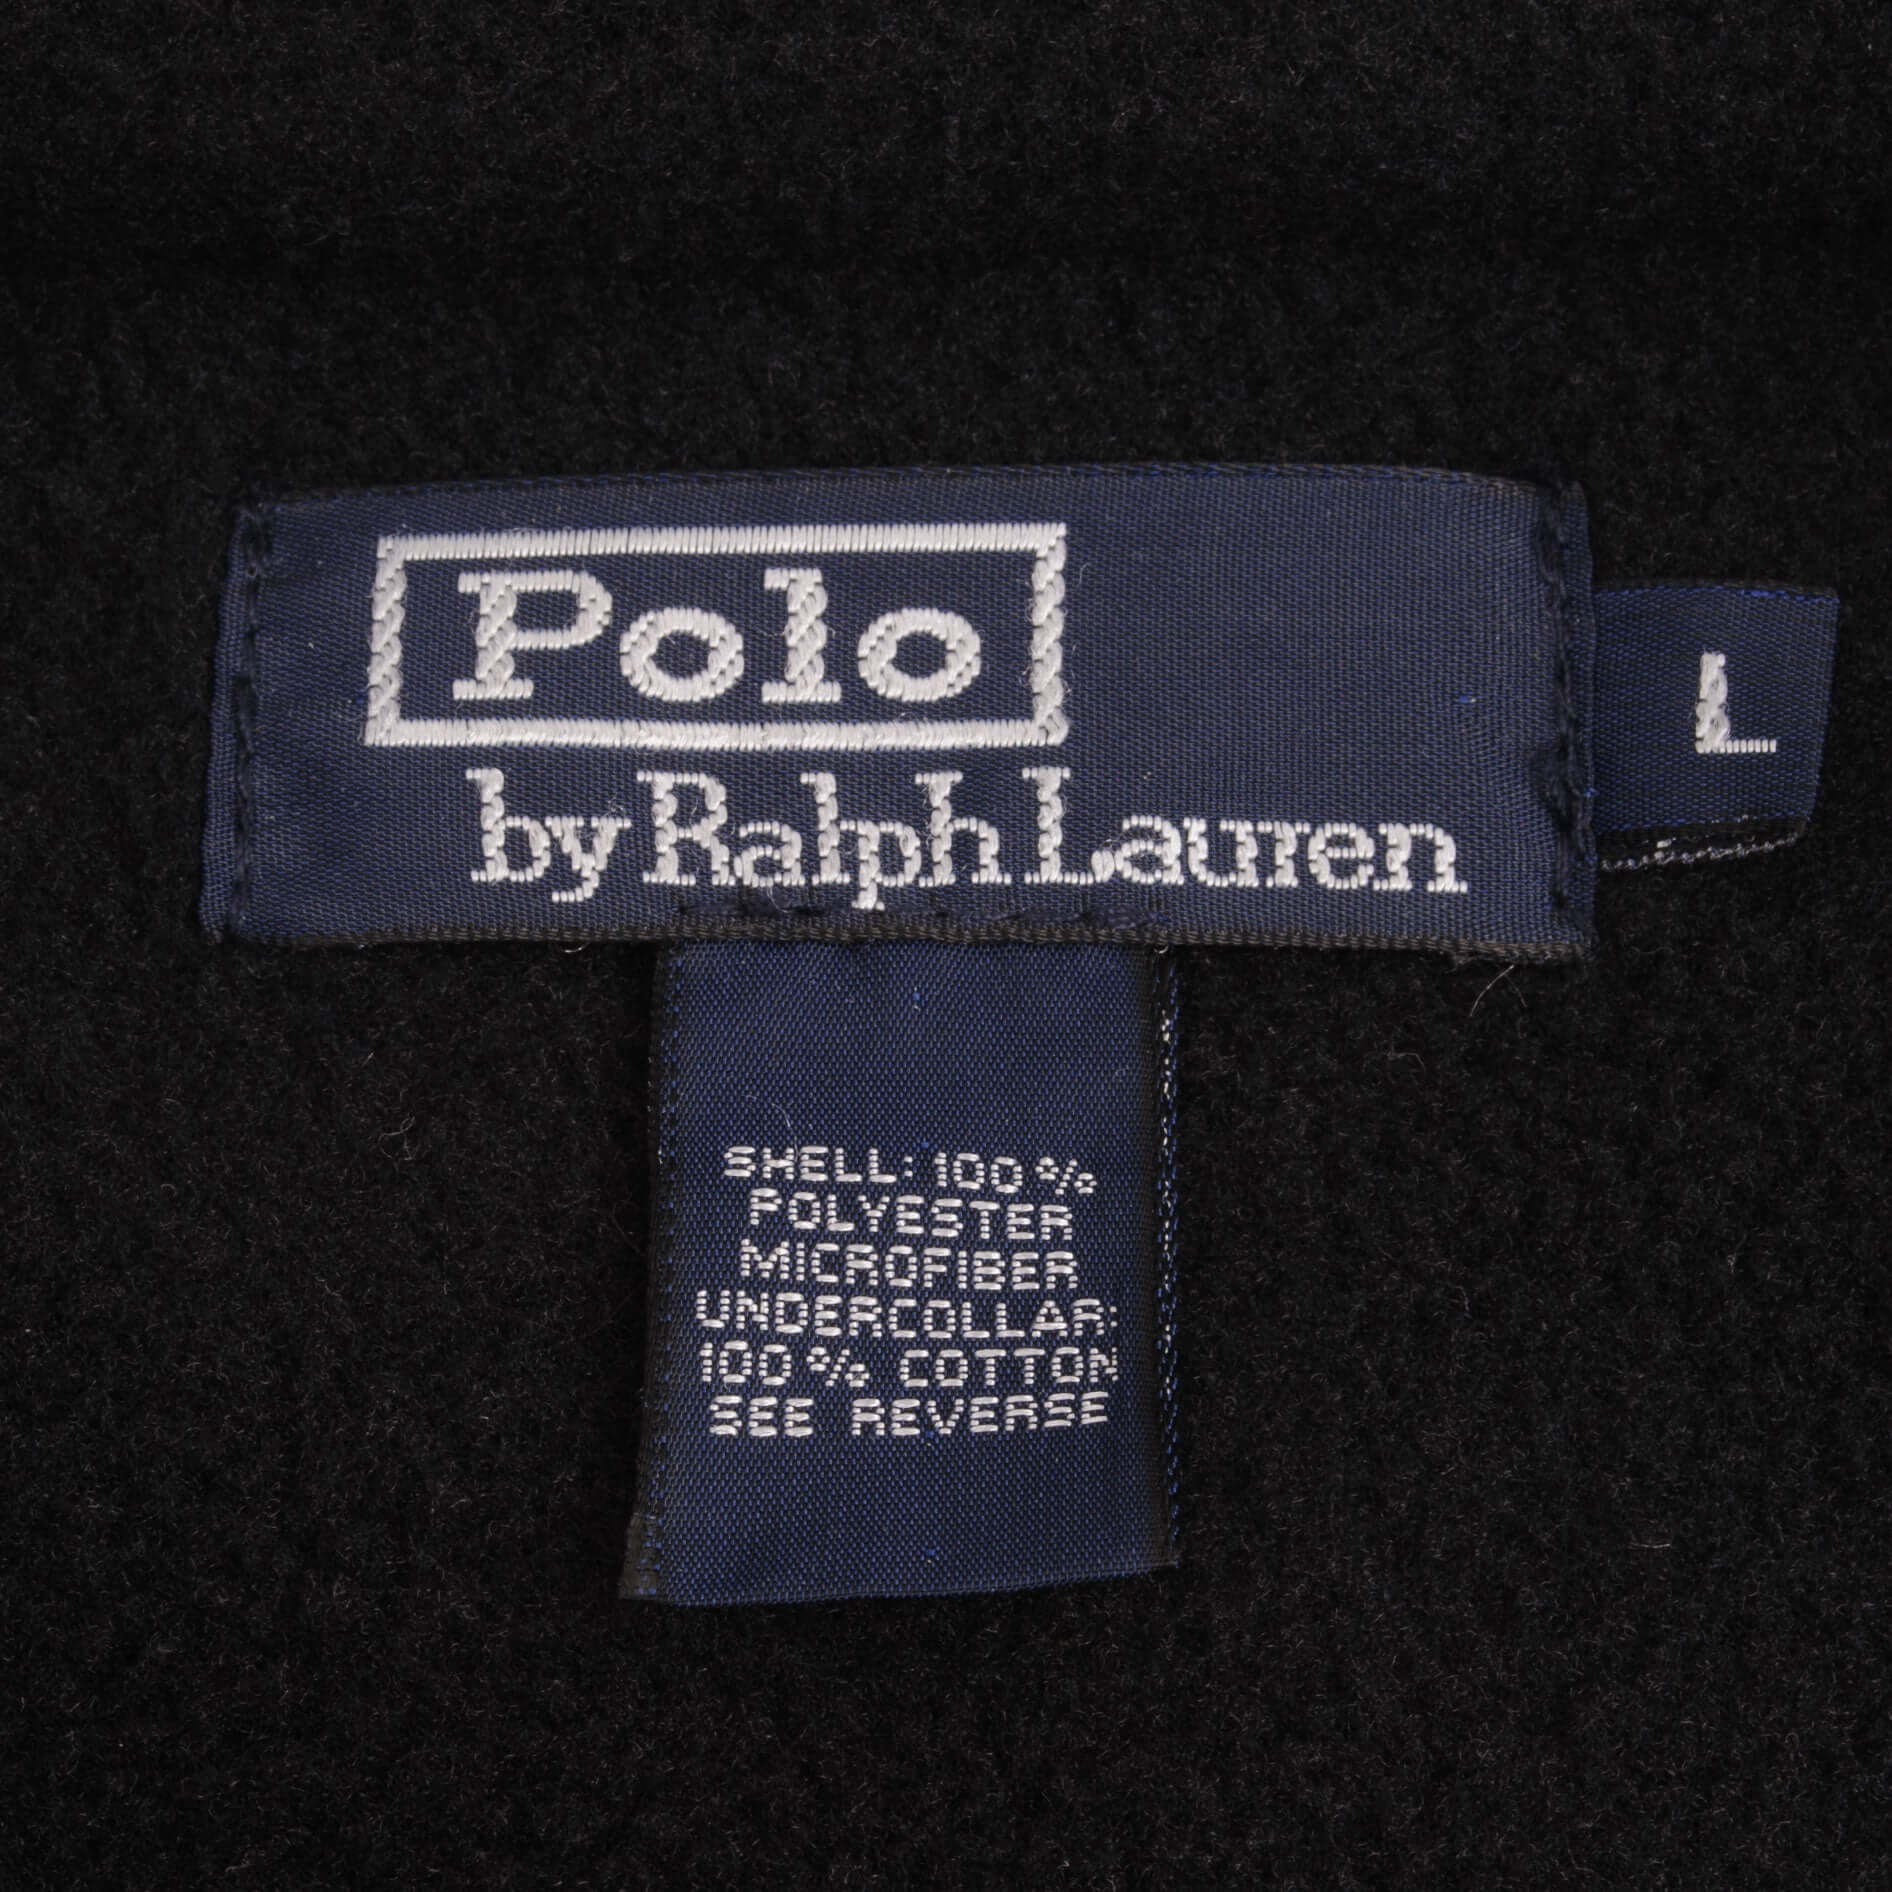 Polo
by Ralph Lauren
L
SHELL: 100%
POLYESTER
MICROFIBER
UNDERCOLLAR:
100% COTTON
SEE REVERSE